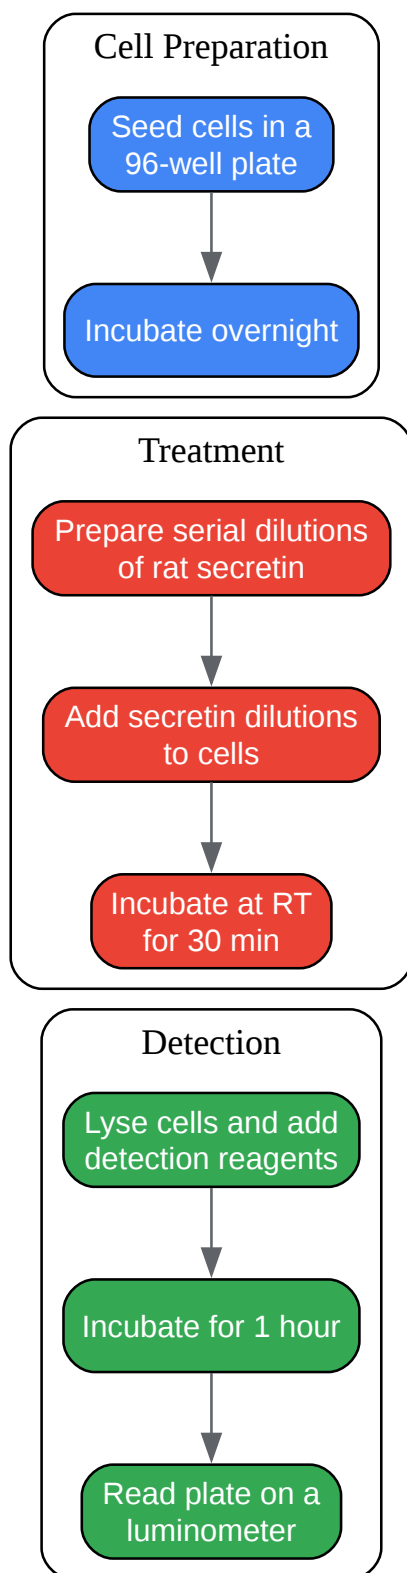 Cell Preparation
Seed cells in a
96-well plate
Incubate overnight
Treatment
Prepare serial dilutions
of rat secretin
Add secretin dilutions
to cells
Incubate at RT
for 30 min
Detection
Lyse cells and add
detection reagents
Incubate for 1 hour
Read plate on a
luminometer